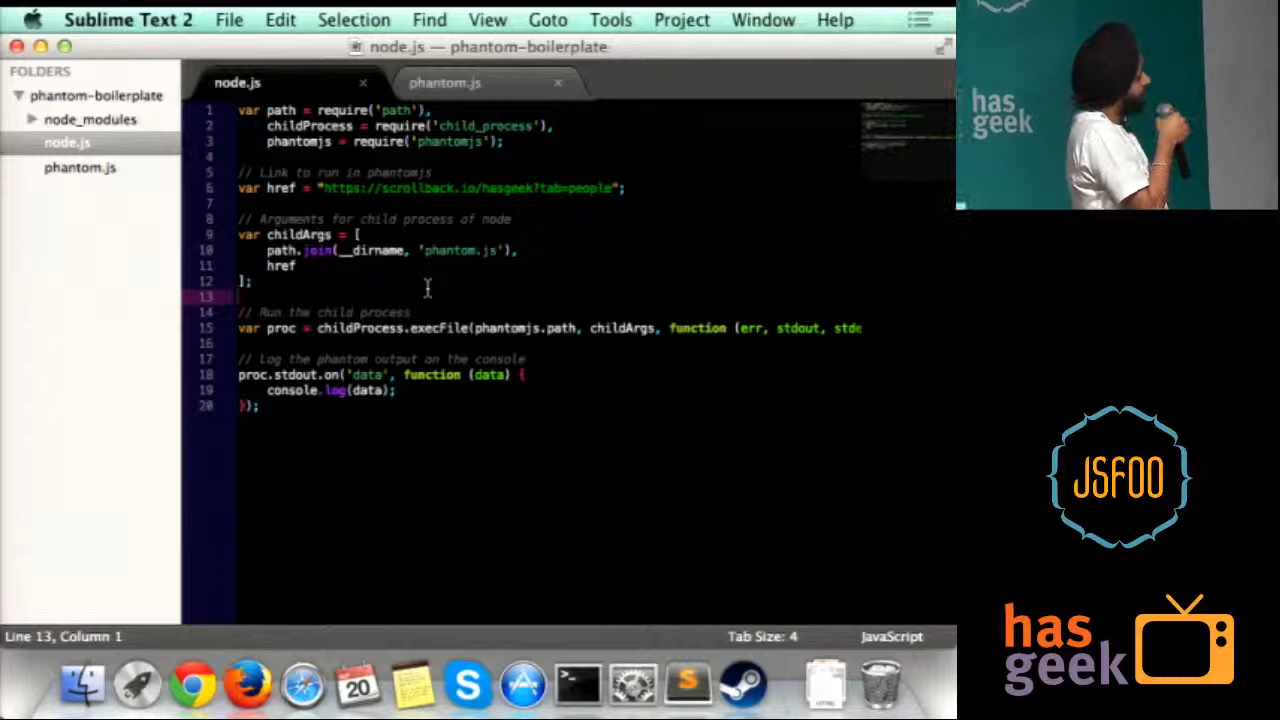 Sublime Text 2 File Edit Selection Find View Goto Tools Project Window Help
node.js — phantom-boilerplate
FOLDERS
phantom-boilerplate
node_modules
node.js
phantom.js
node.js
phantom.js
1 var path = require('path'),
2 childProcess = require('child_process'),
3 phantomjs = require('phantomjs');
4
5 // Link to run in phantomjs
6 var href = "https://scrollback.io/hasgeek?tab=people";
7
8 // Arguments for child process of node
9 var childArgs = [
10 path.join(__dirname, 'phantom.js'),
11 href
12 ];
13
14 // Run the child process
15 var proc = childProcess.execFile(phantomjs.path, childArgs, function (err, stdout, stde
16
17 // Log the phantom output on the console
18 proc.stdout.on('data', function (data) {
19 console.log(data);
20 });
Line 13, Column 1
Tab Size: 4
JavaScript
20
has
geek
JSFOO
has
geek